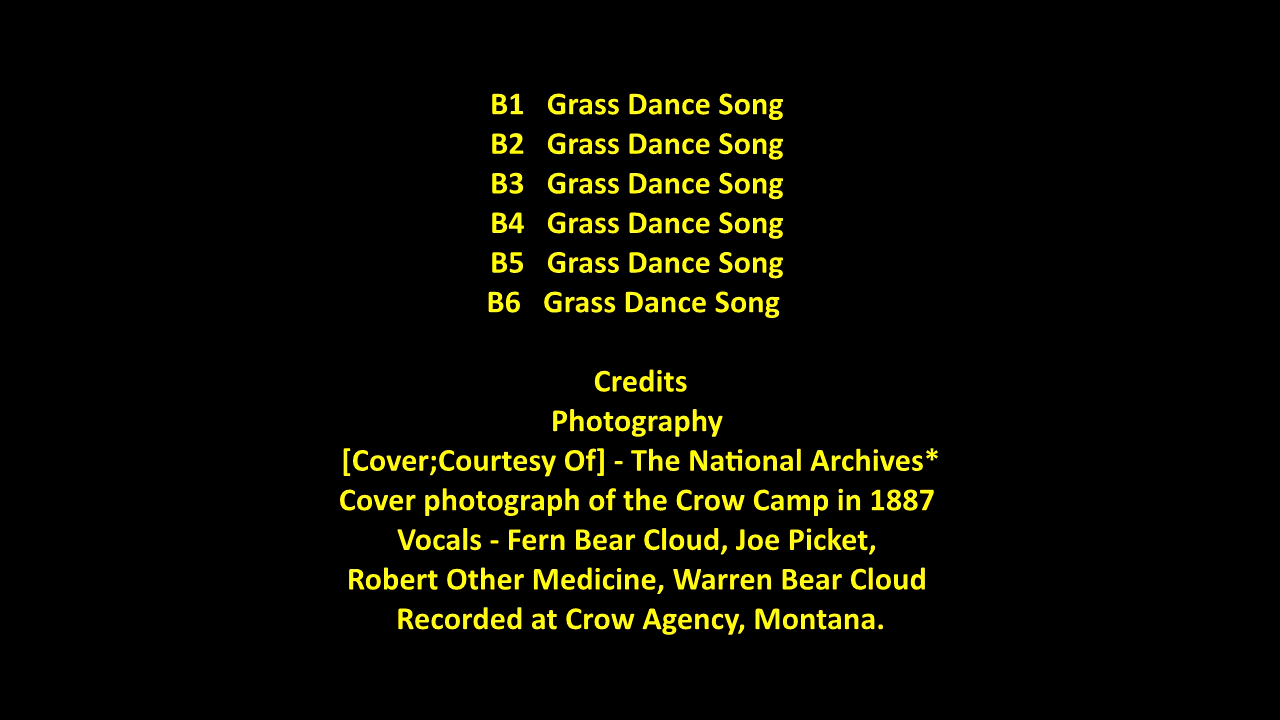 B1 Grass Dance Song
B2 Grass Dance Song
B3 Grass Dance Song
B4 Grass Dance Song
B5 Grass Dance Song
B6 Grass Dance Song
Credits
Photography
[Cover;Courtesy Of] - The National Archives*
Cover photograph of the Crow Camp in 1887
Vocals - Fern Bear Cloud, Joe Picket,
Robert Other Medicine, Warren Bear Cloud
Recorded at Crow Agency, Montana.